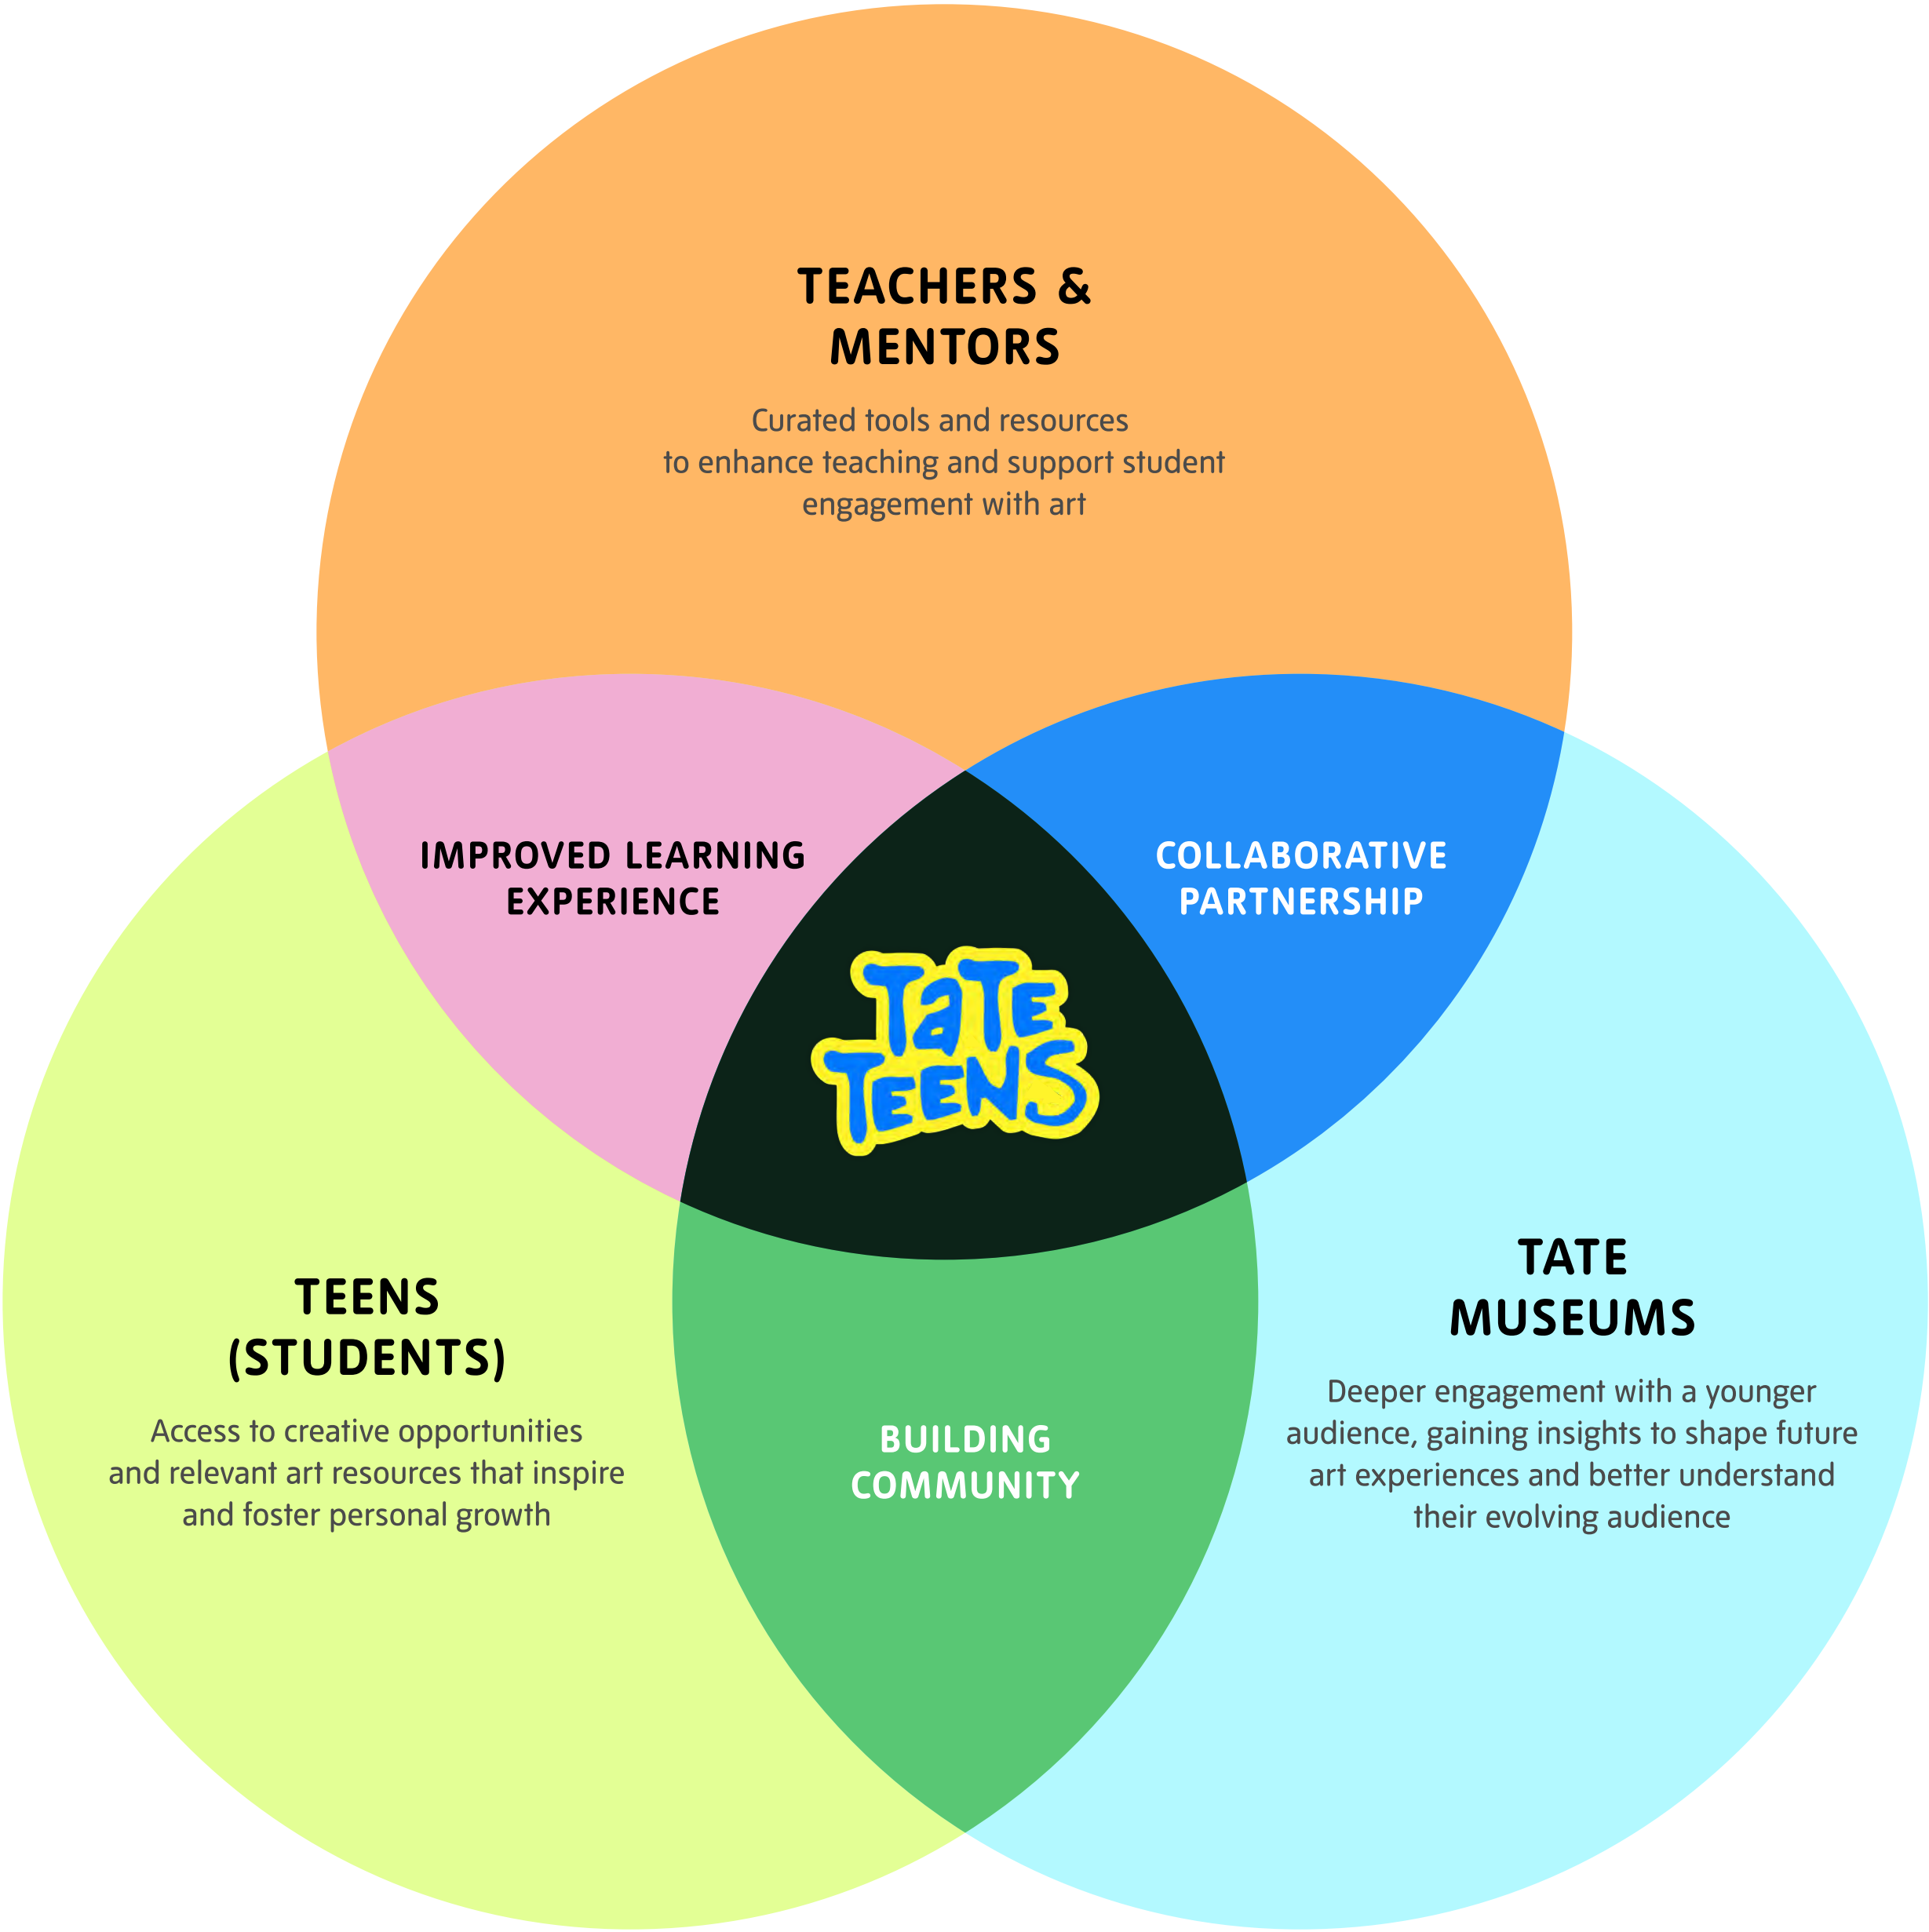 TEACHERS &
MENTORS
Curated tools and resources
to enhance teaching and support student
engagement with art
IMPROVED LEARNING
EXPERIENCE
COLLABORATIVE
PARTNERSHIP
TaTE
TEENS
TEENS
(STUDENTS)
Access to creative opportunities
and relevant art resources that inspire
and foster personal growth
BUILDING
COMMUNITY
TATE
MUSEUMS
Deeper engagement with a younger
audience, gaining insights to shape future
art experiences and better understand
their evolving audience